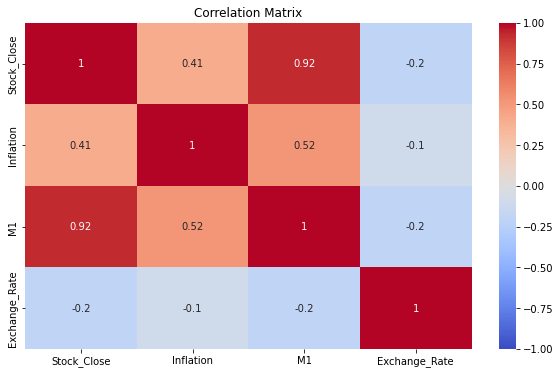 Correlation Matrix
Stock_Close
1
0.41
0.92
-0.2
Inflation
0.41
1
0.52
-0.1
M1
0.92
0.52
1
-0.2
Exchange_Rate
-0.2
-0.1
-0.2
1
Stock_Close
Inflation
M1
Exchange_Rate
1.00
0.75
0.50
0.25
0.00
-0.25
-0.50
-0.75
-1.00